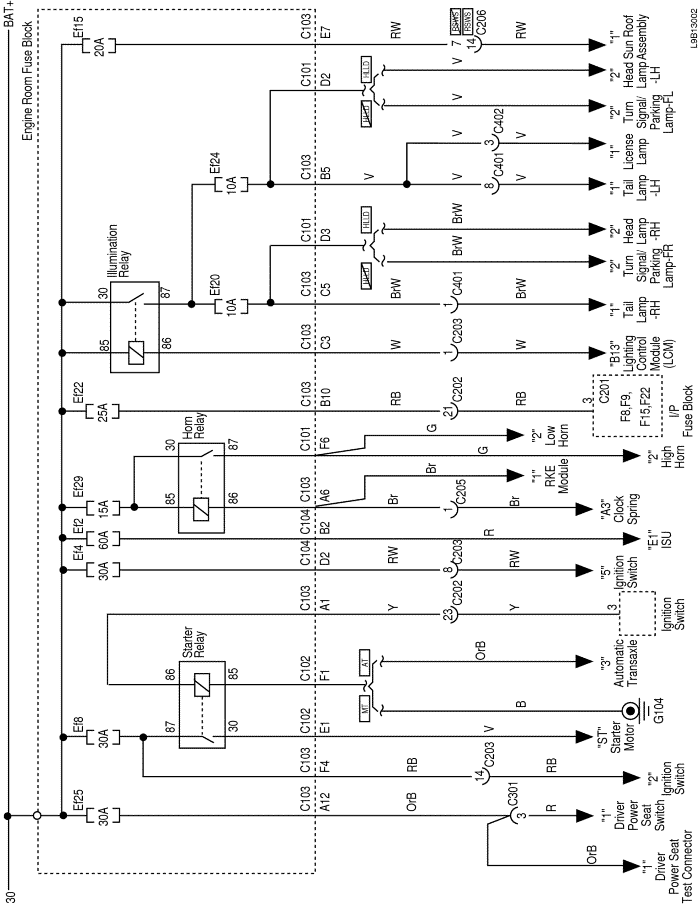 30
BAT+
Engine Room Fuse Block
Ef25
30A
C103
A12
OrB
C301
3
R
"1"
Driver
Power
Seat
Switch
OrB
"1"
Driver
Power Seat
Test Connector
Ef8
30A
C103
F4
RB
14
C203
RB
"2"
Ignition
Switch
Starter
Relay
87
30
86
85
C102
E1
V
"ST"
Starter
Motor
C102
F1
MT
AT
B
G104
OrB
"3"
Automatic
Transaxle
C103
A1
Y
23
C202
Y
3
Ignition
Switch
Ef4
30A
C104
D2
RW
8
C203
RW
"5"
Ignition
Switch
Ef2
60A
C104
B2
R
"E1"
ISU
Ef29
15A
Horn
Relay
85
86
30
87
C103
A6
Br
1
C205
Br
"A3"
Clock
Spring
Br
"1"
RKE
Module
C101
F6
G
"2"
High
Horn
G
"2"
Low
Horn
Ef22
25A
C103
B10
RB
21
C202
RB
3
C201
F8,F9,
F15,F22
I/P
Fuse Block
Illumination
Relay
85
86
30
87
C103
C3
W
1
C203
W
"B13"
Lighting
Control
Module
(LCM)
Ef20
10A
C103
C5
BrW
1
C401
BrW
"1"
Tail
Lamp
-RH
C101
D3
HLLD
HLLD
BrW
"2"
Turn
Signal/
Parking
Lamp-FR
BrW
"2"
Head
Lamp
-RH
Ef24
10A
C103
B5
V
V
8
C401
V
"1"
Tail
Lamp
-LH
V
3
C402
V
"1"
License
Lamp
C101
D2
HLLD
HLLD
V
"2"
Turn
Signal/
Parking
Lamp-FL
V
"2"
Head
Lamp
-LH
Ef15
20A
C103
E7
RW
RSWS
RSWS
7
14
C206
RW
"1"
Sun Roof
Assembly
L9B13002